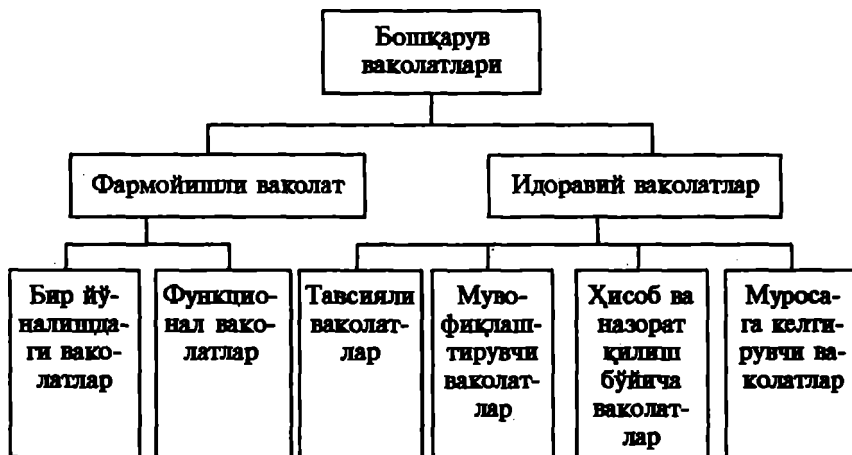 Бошқарув
ваколатлари
Фармойишли ваколат
Идоравий ваколатлар
Бир йў-
налишда-
ги вако-
латлар
Функцио-
нал вако-
латлар
Тавсияли
ваколат-
лар
Муво-
фиқлаш-
тирувчи
ваколат-
лар
Ҳисоб ва
назорат
қилиш
бўйича
ваколат-
лар
Муроса-
га келти-
рувчи ва-
колатлар